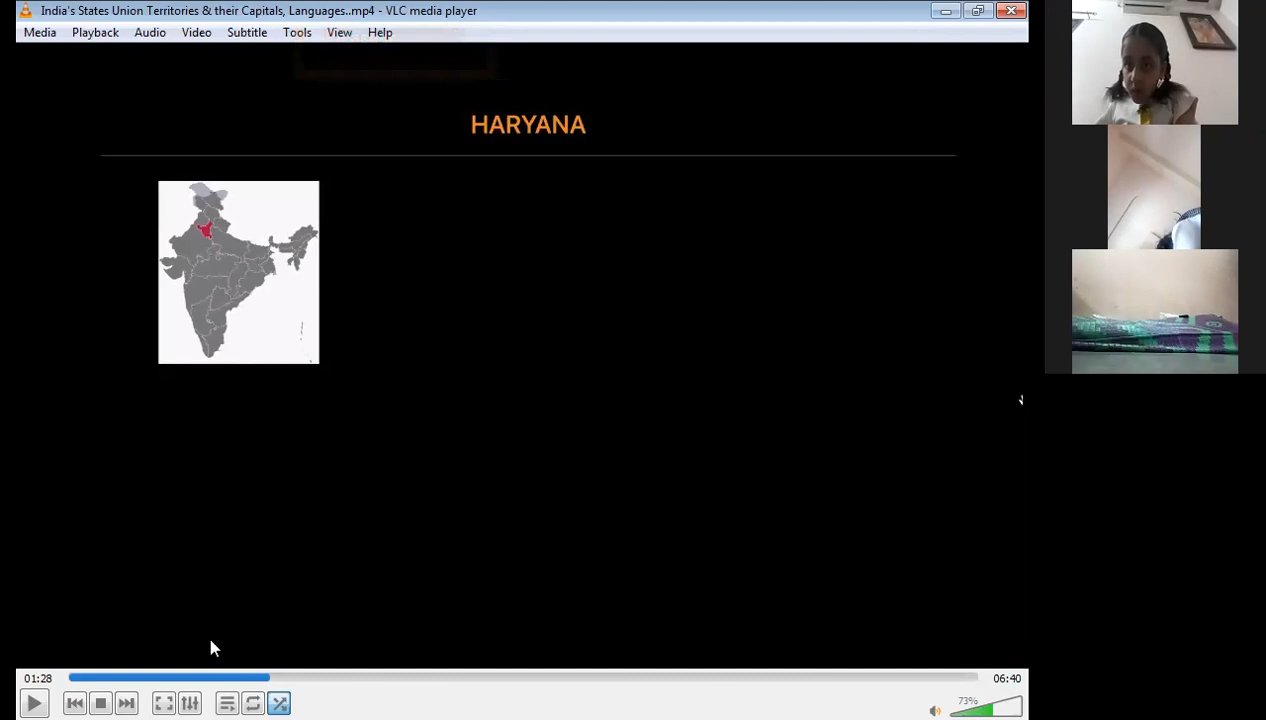 India's States Union Territories & their Capitals, Languages..mp4 - VLC media player
Media Playback Audio Video Subtitle Tools View Help
HARYANA
01:28
06:40
73%